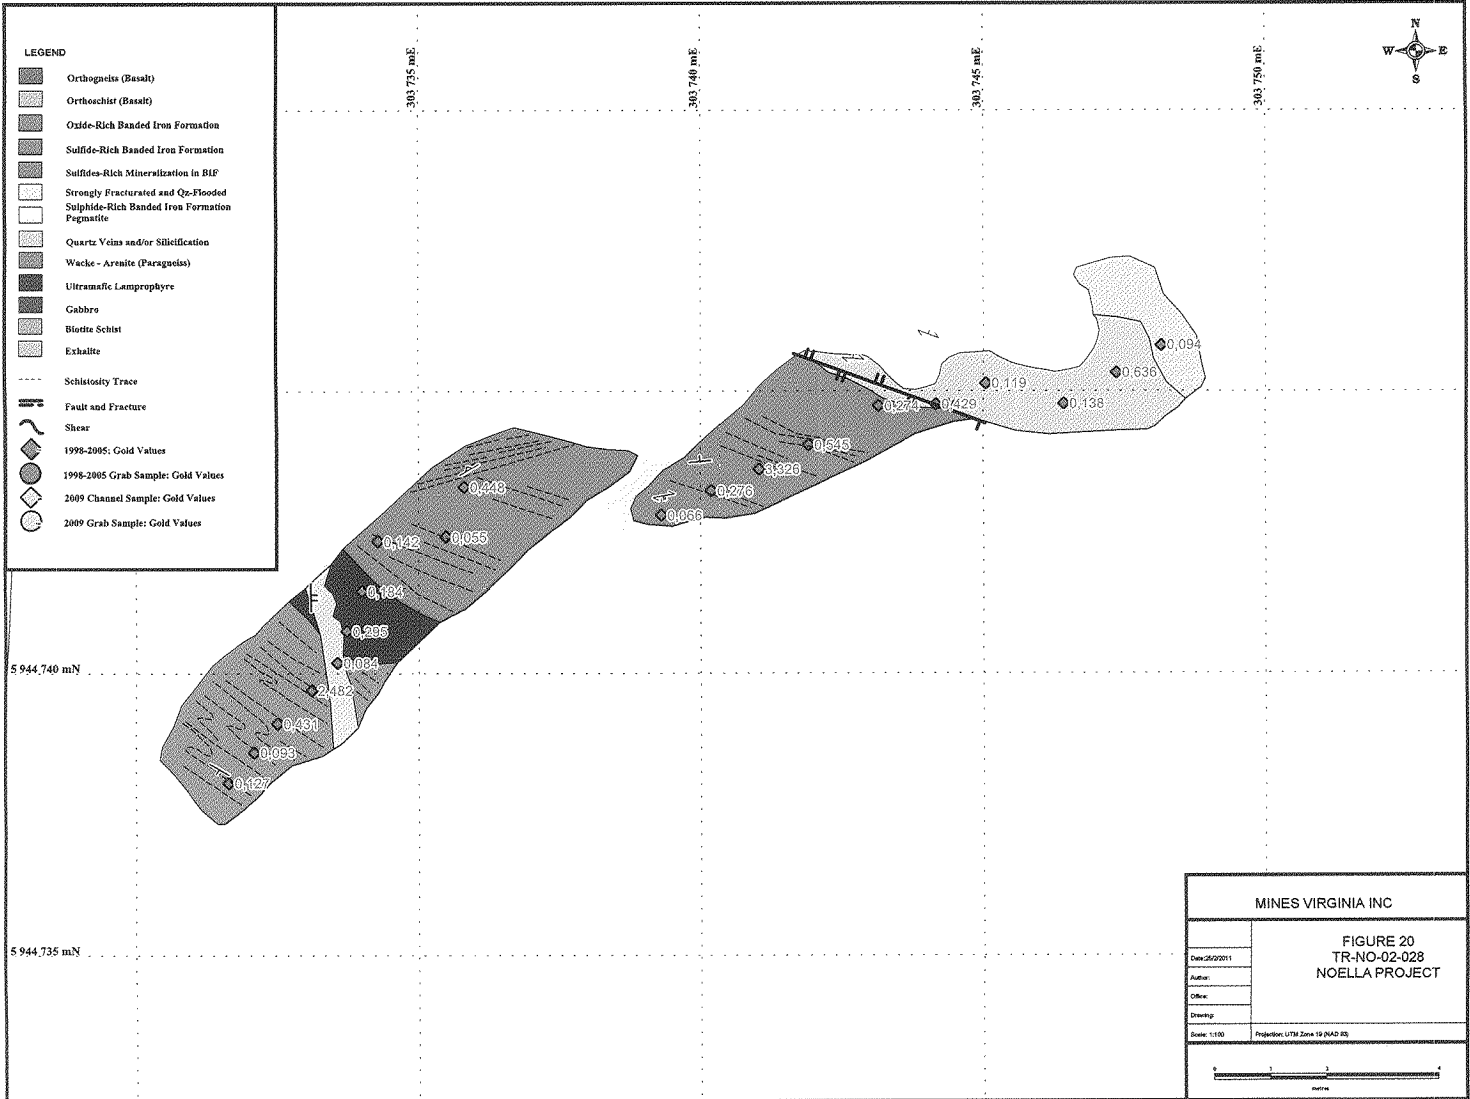 LEGEND
Orthogneiss (Basalt)
Orthoschist (Basalt)
Oxide-Rich Banded Iron Formation
Sulfide-Rich Banded Iron Formation
Sulfides-Rich Mineralization in BIF
Strongly Fracturated and Qz-Flooded
Sulphide-Rich Banded Iron Formation
Pegmatite
Quartz Veins and/or Silicification
Wacke - Arenite (Paragneiss)
Ultramafic Lamprophyre
Gabbro
Biotite Schist
Exhalite
Schistosity Trace
Fault and Fracture
Shear
1998-2005: Gold Values
1998-2005 Grab Sample: Gold Values
2009 Channel Sample: Gold Values
2009 Grab Sample: Gold Values
303 735 mE
303 740 mE
303 745 mE
303 750 mE
N
W E
S
0,094
0,636
0,119
0,138
0,429
0,274
0,545
3,326
0,276
0,066
0,448
0,055
0,142
0,184
0,295
0,084
2,482
0,431
0,093
0,127
5 944 740 mN
5 944 735 mN
MINES VIRGINIA INC
FIGURE 20
TR-NO-02-028
NOELLA PROJECT
Date:25/2/2011
Author:
Office:
Drawing:
Scale: 1:100
Projection: UTM Zone 19 (NAD 83)
0 1 2 4
metres